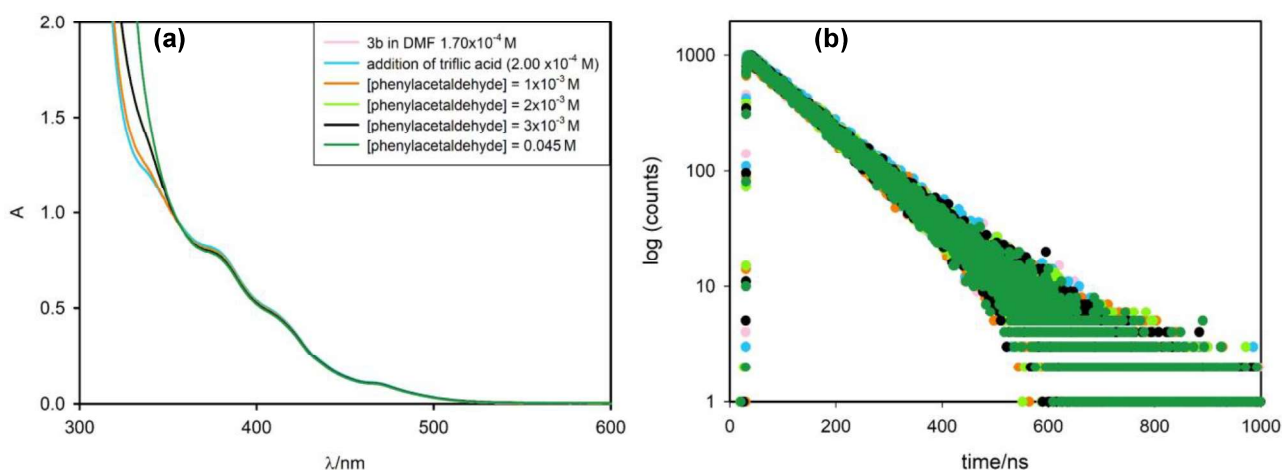 (a)
3b in DMF 1.70x10⁻⁴ M
addition of triflic acid (2.00 x10⁻⁴ M)
[phenylacetaldehyde] = 1x10⁻³ M
[phenylacetaldehyde] = 2x10⁻³ M
[phenylacetaldehyde] = 3x10⁻³ M
[phenylacetaldehyde] = 0.045 M
2.0
1.5
1.0
0.5
0.0
A
300
400
500
600
λ/nm
(b)
1000
100
10
1
log (counts)
0
200
400
600
800
1000
time/ns